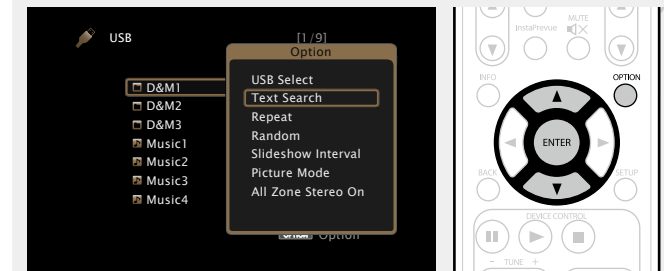 USB
[1/9]
Option
D&M1
D&M2
D&M3
Music1
Music2
Music3
Music4
USB Select
Text Search
Repeat
Random
Slideshow Interval
Picture Mode
All Zone Stereo On
OPTION Option
InstaPrevue
MUTE
INFO
OPTION
ENTER
BACK
SETUP
DEVICE CONTROL
- TUNE +